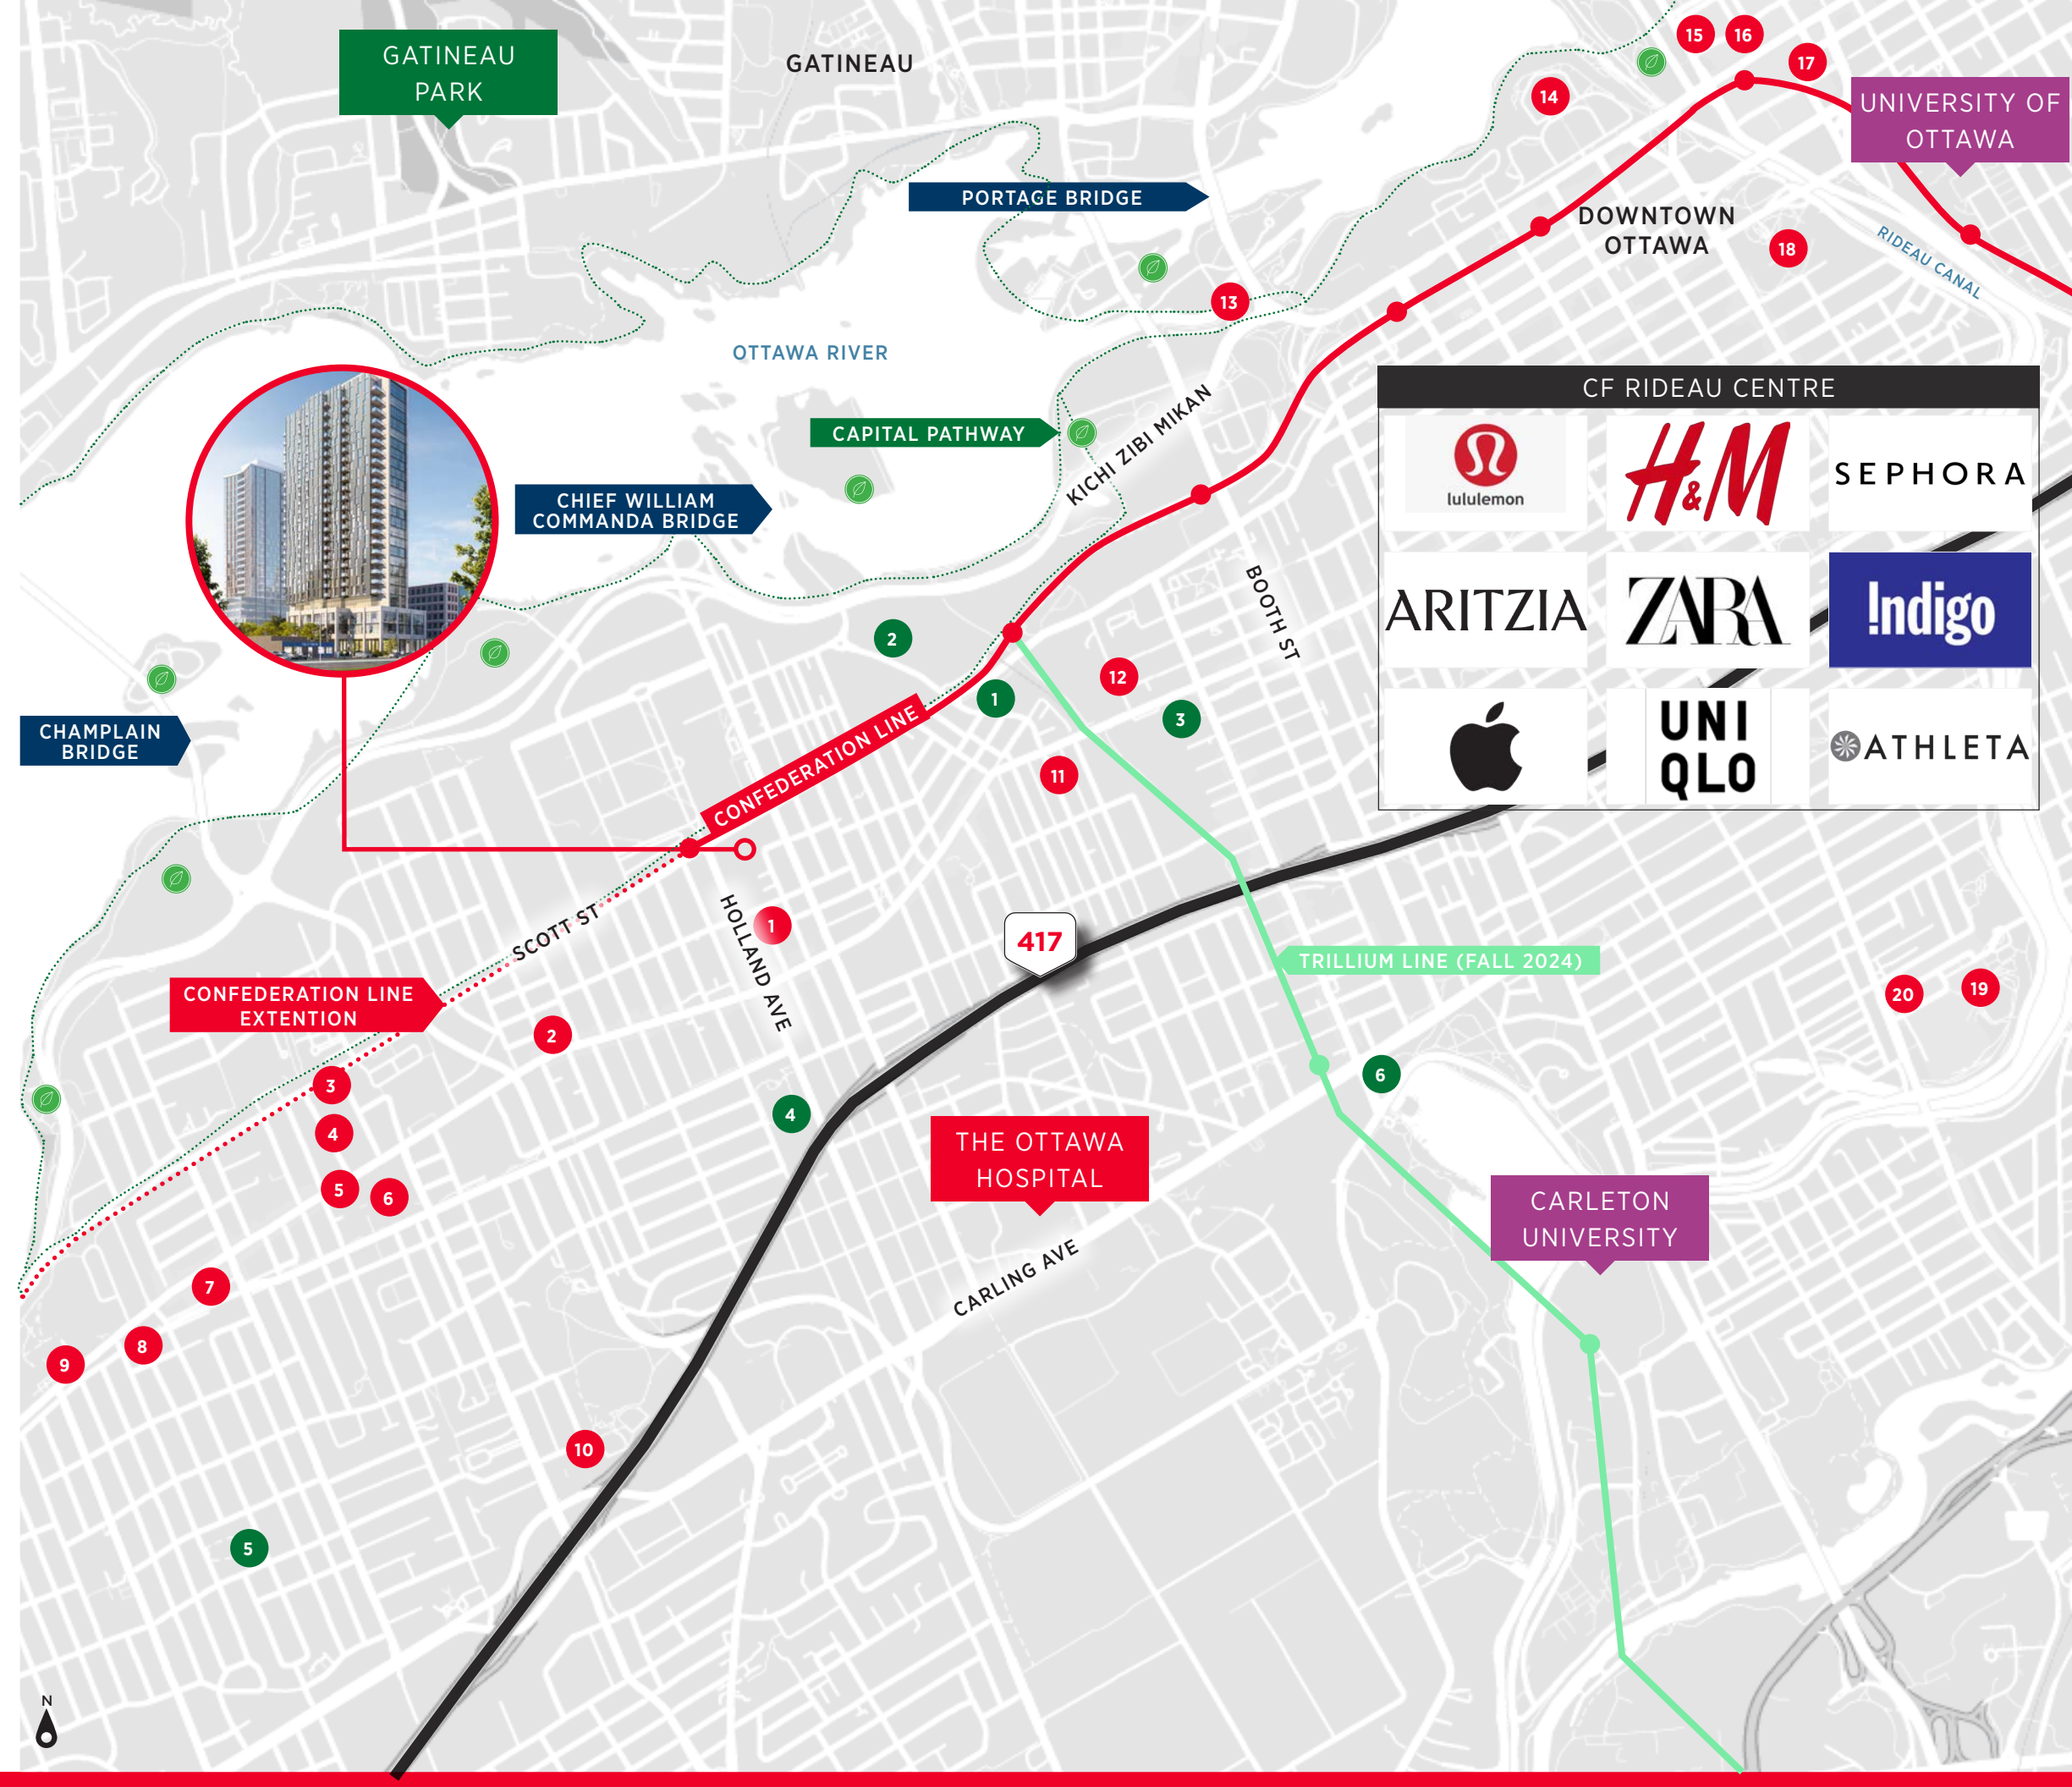 15
16
GATINEAU
PARK
GATINEAU
17
14
UNIVERSITY OF
OTTAWA
PORTAGE BRIDGE
DOWNTOWN
OTTAWA
18
RIDEAU CANAL
13
OTTAWA RIVER
CF RIDEAU CENTRE
lululemon
H&M
SEPHORA
ARITZIA
ZARA
!ndigo
UNI
QLO
ATHLETA
CAPITAL PATHWAY
KICHI ZIBI MIKAN
CHIEF WILLIAM
COMMANDA BRIDGE
BOOTH ST
2
12
1
3
CHAMPLAIN
BRIDGE
CONFEDERATION LINE
11
HOLLAND AVE
1
SCOTT ST
417
TRILLIUM LINE (FALL 2024)
CONFEDERATION LINE
EXTENTION
20
19
2
3
6
4
4
THE OTTAWA
HOSPITAL
5
6
CARLETON
UNIVERSITY
CARLING AVE
7
8
9
10
5
N